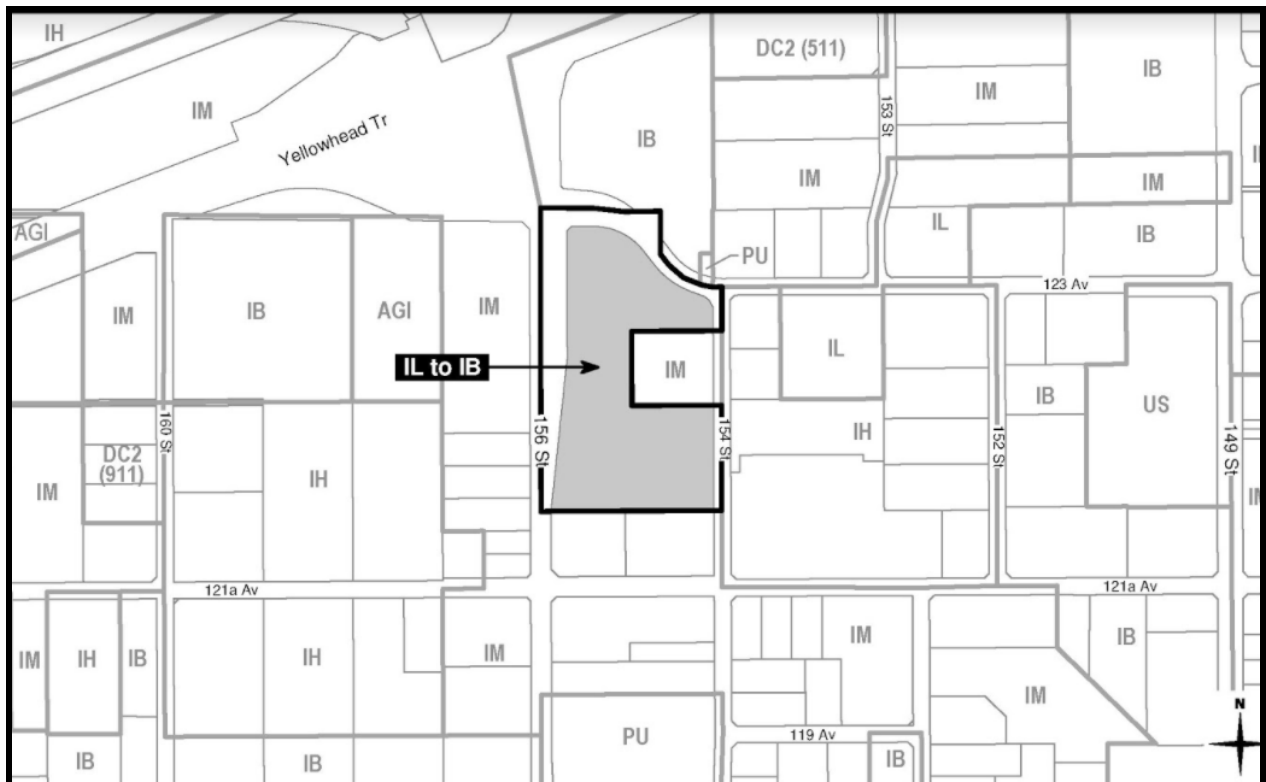 IH
DC2 (511)
IB
IM
IM
153 St
Yellowhead Tr
IB
IM
IM
AGI
IL
IB
PU
123 Av
IM
IB
AGI
IM
IL
IL to IB
IM
IB
US
156 St
154 St
160 St
IH
152 St
149 St
DC2
(911)
IM
IH
121a Av
121a Av
IM
IH
IB
IH
IM
IM
IB
IM
N
PU
119 Av
IB
IB
IB